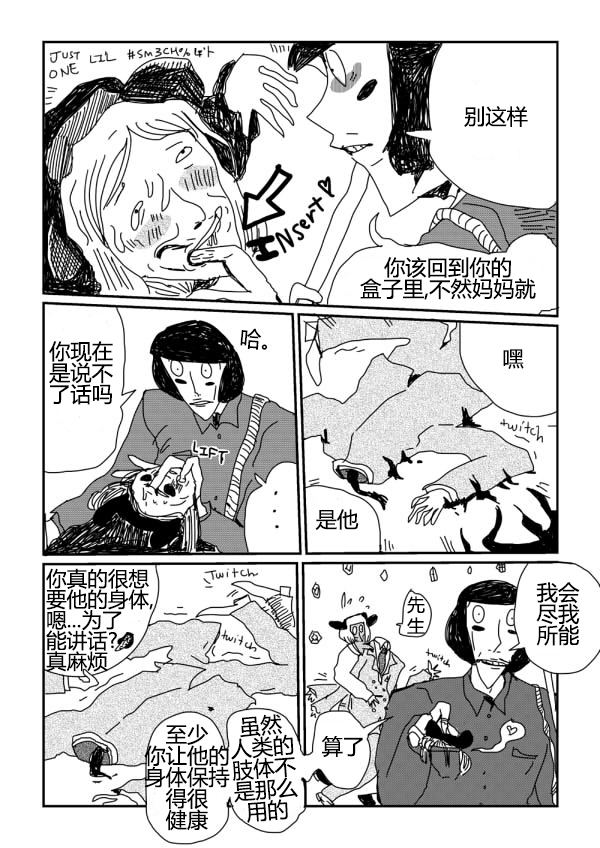 JUST LIL
ONE
别这样
INsert
你该回到你的
盒子里,不然妈妈就
你现在
是说不
了话吗
哈。
LIFT
...
嘿
twitch
是他
你真的很想
要他的身体,
嗯...为了
能讲话?
真麻烦
Twitch
twitch
虽然
人类的
肢体不
是那么
用的
至少
你让他的
身体保持
得很
健康
先生
twitch
我会
尽我
所能
算了